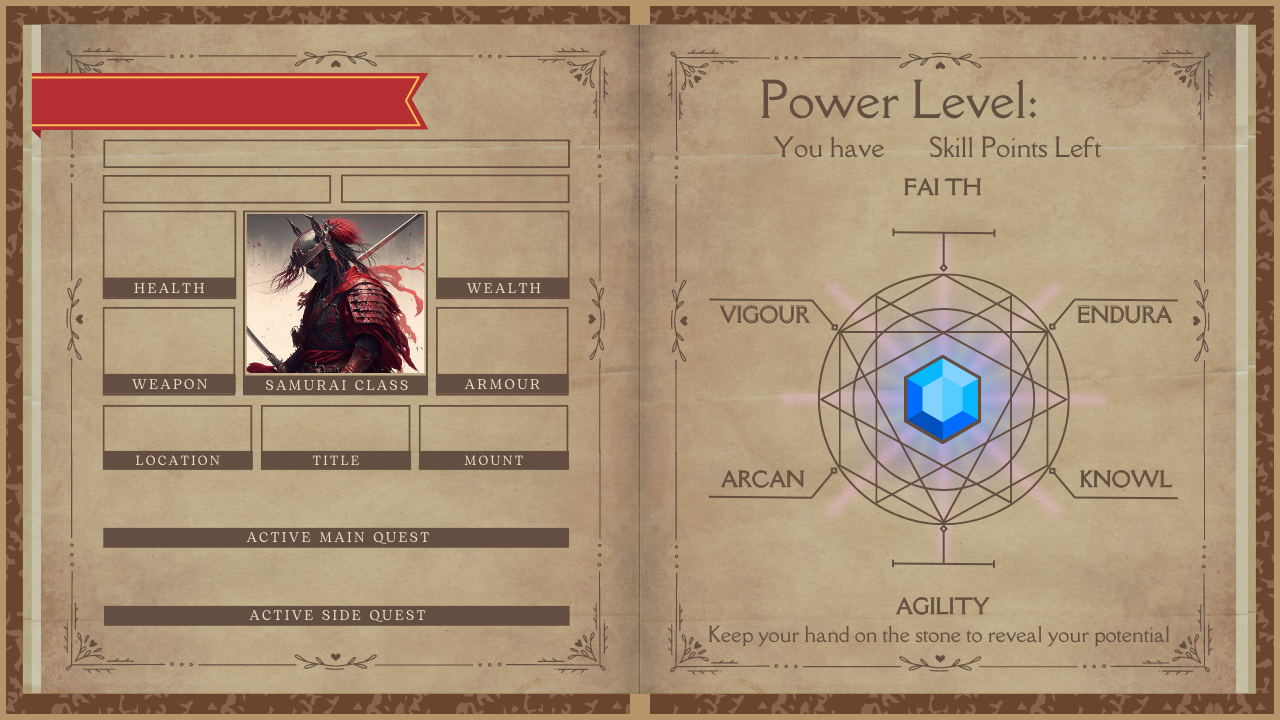 HEALTH
WEALTH
WEAPON
SAMURAI CLASS
ARMOUR
LOCATION
TITLE
MOUNT
ACTIVE MAIN QUEST
ACTIVE SIDE QUEST
Power Level:
You have Skill Points Left
FAI TH
VIGOUR
ENDURA
ARCAN
KNOWL
AGILITY
Keep your hand on the stone to reveal your potential